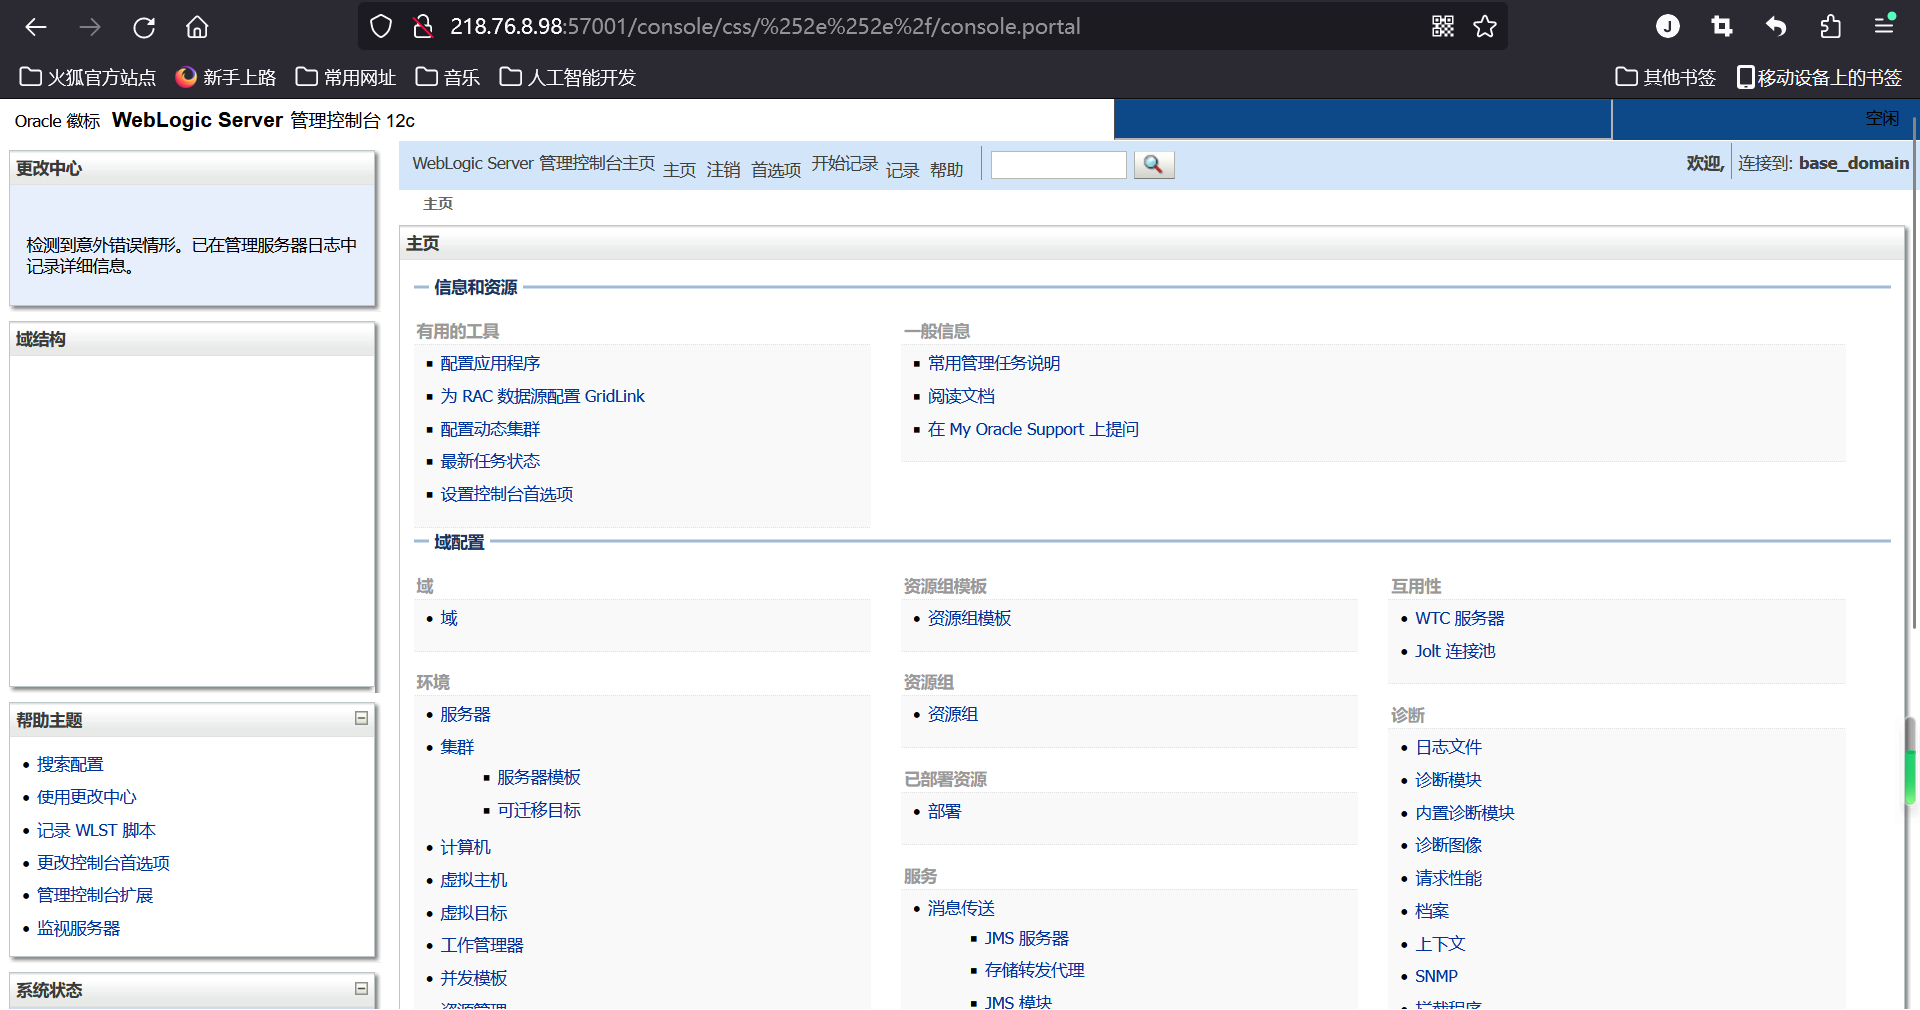 218.76.8.98:57001/console/css/%252e%252e%2f/console.portal
J
火狐官方站点 新手上路 常用网址 音乐 人工智能开发 其他书签 移动设备上的书签
Oracle 徽标 WebLogic Server 管理控制台 12c
空闲
更改中心
检测到意外错误情形。已在管理服务器日志中
记录详细信息。
域结构
帮助主题
搜索配置
使用更改中心
记录 WLST 脚本
更改控制台首选项
管理控制台扩展
监视服务器
系统状态
WebLogic Server 管理控制台主页 主页 注销 首选项 开始记录 记录 帮助
欢迎, 连接到: base_domain
主页
主页
信息和资源
有用的工具
配置应用程序
为 RAC 数据源配置 GridLink
配置动态集群
最新任务状态
设置控制台首选项
一般信息
常用管理任务说明
阅读文档
在 My Oracle Support 上提问
域配置
域
域
环境
服务器
集群
服务器模板
可迁移目标
计算机
虚拟主机
虚拟目标
工作管理器
并发模板
资源管理
资源组模板
资源组模板
资源组
资源组
已部署资源
部署
服务
消息传送
JMS 服务器
存储转发代理
JMS 模块
互用性
WTC 服务器
Jolt 连接池
诊断
日志文件
诊断模块
内置诊断模块
诊断图像
请求性能
档案
上下文
SNMP
拦截程序